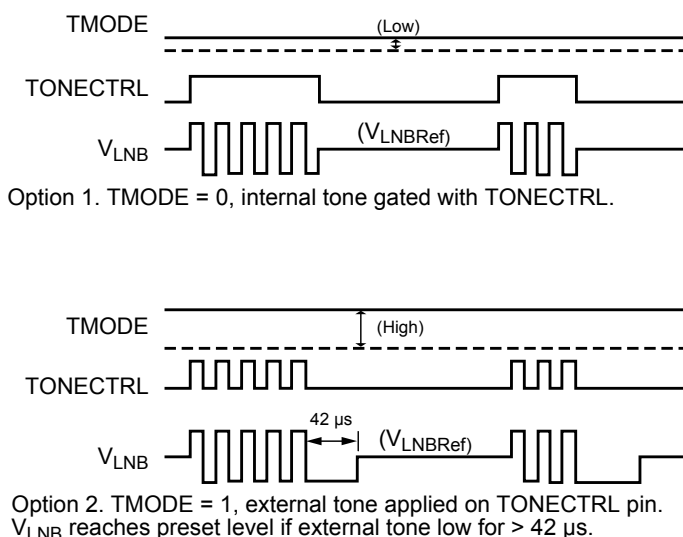 TMODE
(Low)
TONECTRL
VLNB
(VLNBRef)
Option 1. TMODE = 0, internal tone gated with TONECTRL.
TMODE
(High)
TONECTRL
42 µs
VLNB
(VLNBRef)
Option 2. TMODE = 1, external tone applied on TONECTRL pin.
VLNB reaches preset level if external tone low for > 42 µs.